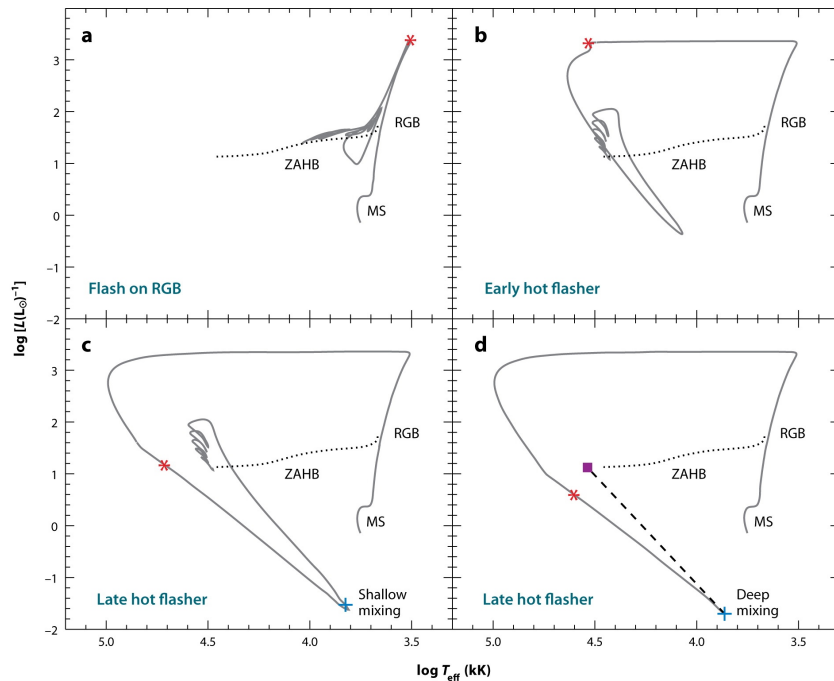 a
b
3
2
1
0
−1
−2
RGB
ZAHB
MS
Flash on RGB
RGB
ZAHB
MS
Early hot flasher
c
d
3
2
1
0
−1
−2
RGB
ZAHB
MS
Late hot flasher
Shallow
mixing
RGB
ZAHB
MS
Late hot flasher
Deep
mixing
5.0 4.5 4.0 3.5
5.0 4.5 4.0 3.5
log [L(L☉)⁻¹]
log Teff (kK)